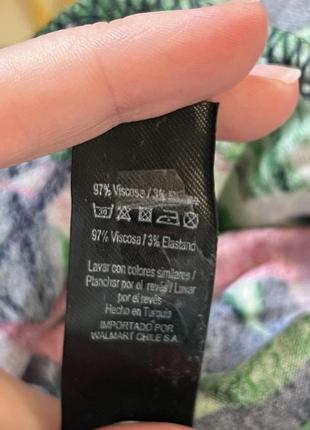 97% Viscosa / 3%
30
97% Viscosa / 3% Elastano
Lavar con colores similares /
Planchar por el revés / Lavar
por el revés
Hecho en Turquía
IMPORTADO POR
WALMART CHILE S.A.